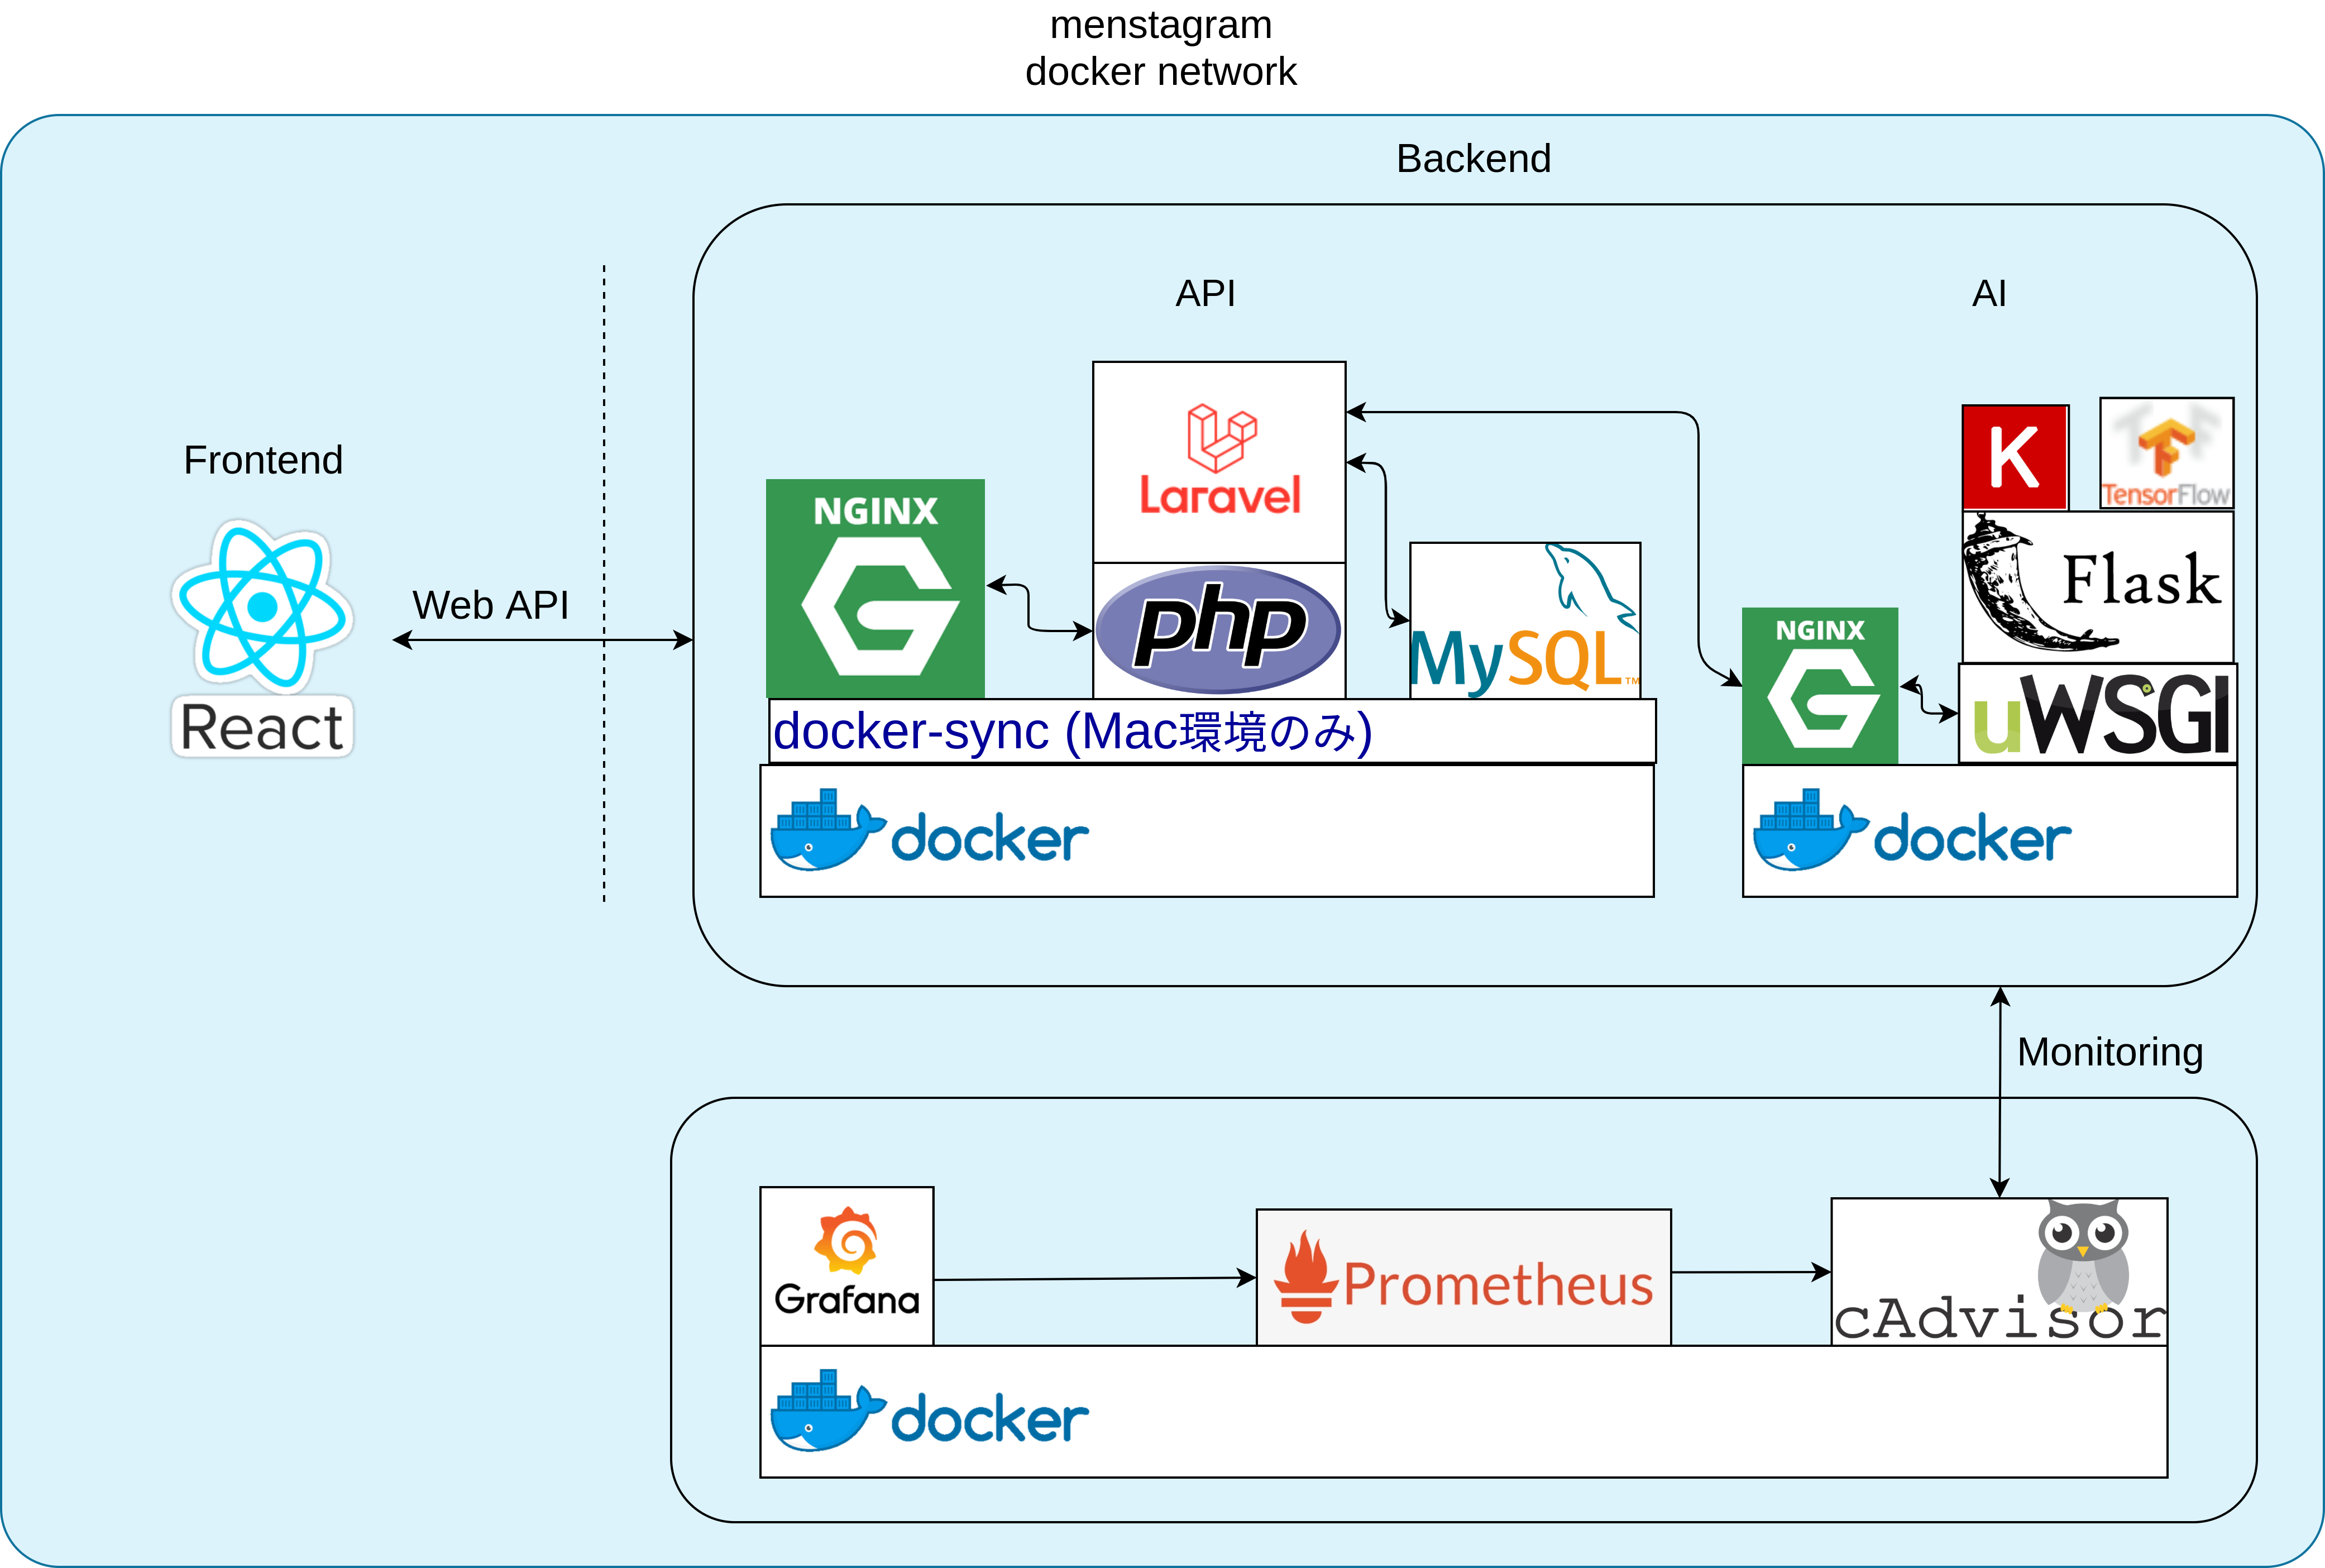 menstagram
docker network
Backend
API
AI
Frontend
React
Web API
NGINX
Laravel
php
MySQL™
K
TensorFlow
Flask
NGINX
uWSGI
docker-sync (Mac環境のみ)
docker
docker
Monitoring
Grafana
Prometheus
cAdvisor
docker